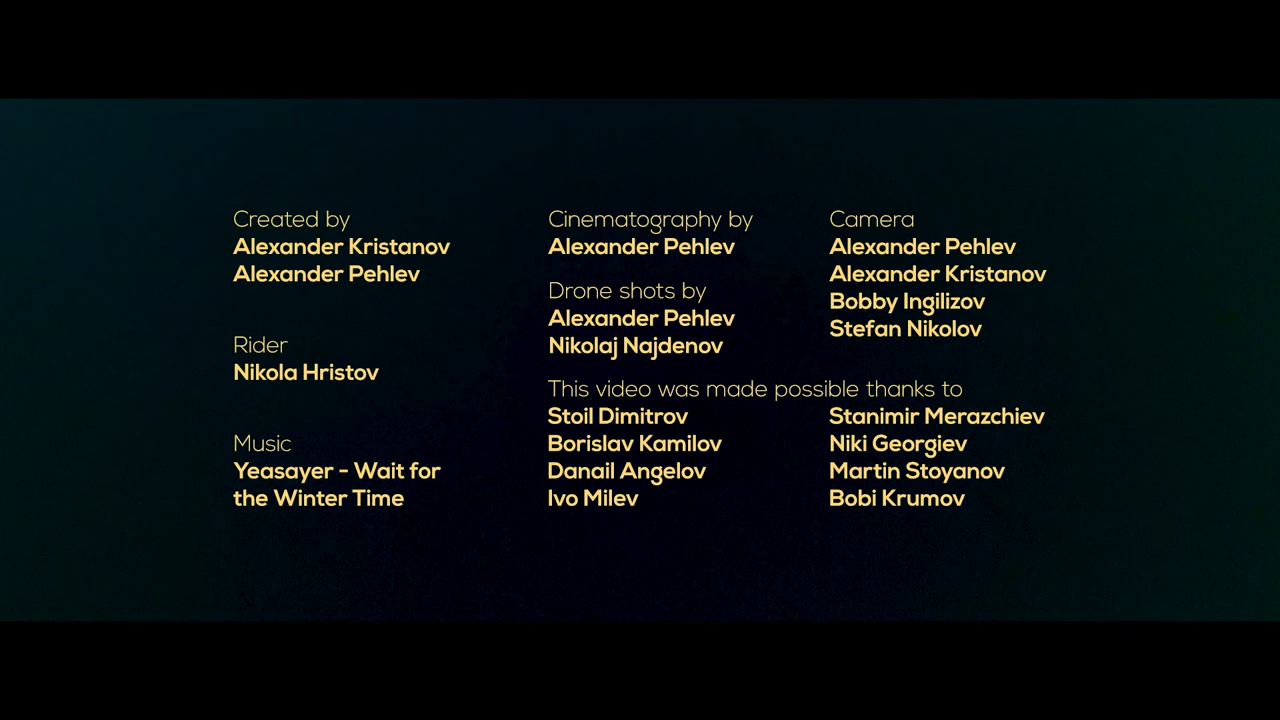 Created by
Alexander Kristanov
Alexander Pehlev
Rider
Nikola Hristov
Music
Yeasayer - Wait for
the Winter Time
Cinematography by
Alexander Pehlev
Drone shots by
Alexander Pehlev
Nikolaj Najdenov
Camera
Alexander Pehlev
Alexander Kristanov
Bobby Ingilizov
Stefan Nikolov
This video was made possible thanks to
Stoil Dimitrov
Borislav Kamilov
Danail Angelov
Ivo Milev
Stanimir Merazchiev
Niki Georgiev
Martin Stoyanov
Bobi Krumov